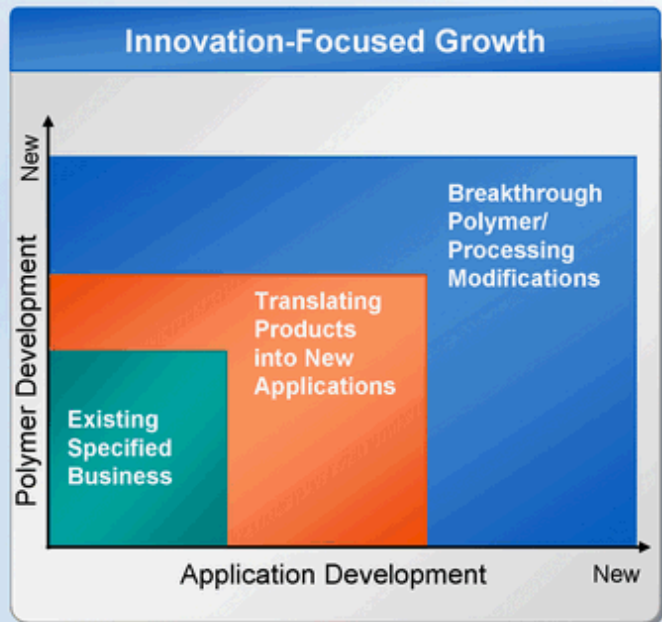 Innovation-Focused Growth
New
Polymer Development
Breakthrough
Polymer/
Processing
Modifications
Translating
Products
into New
Applications
Existing
Specified
Business
Application Development
New